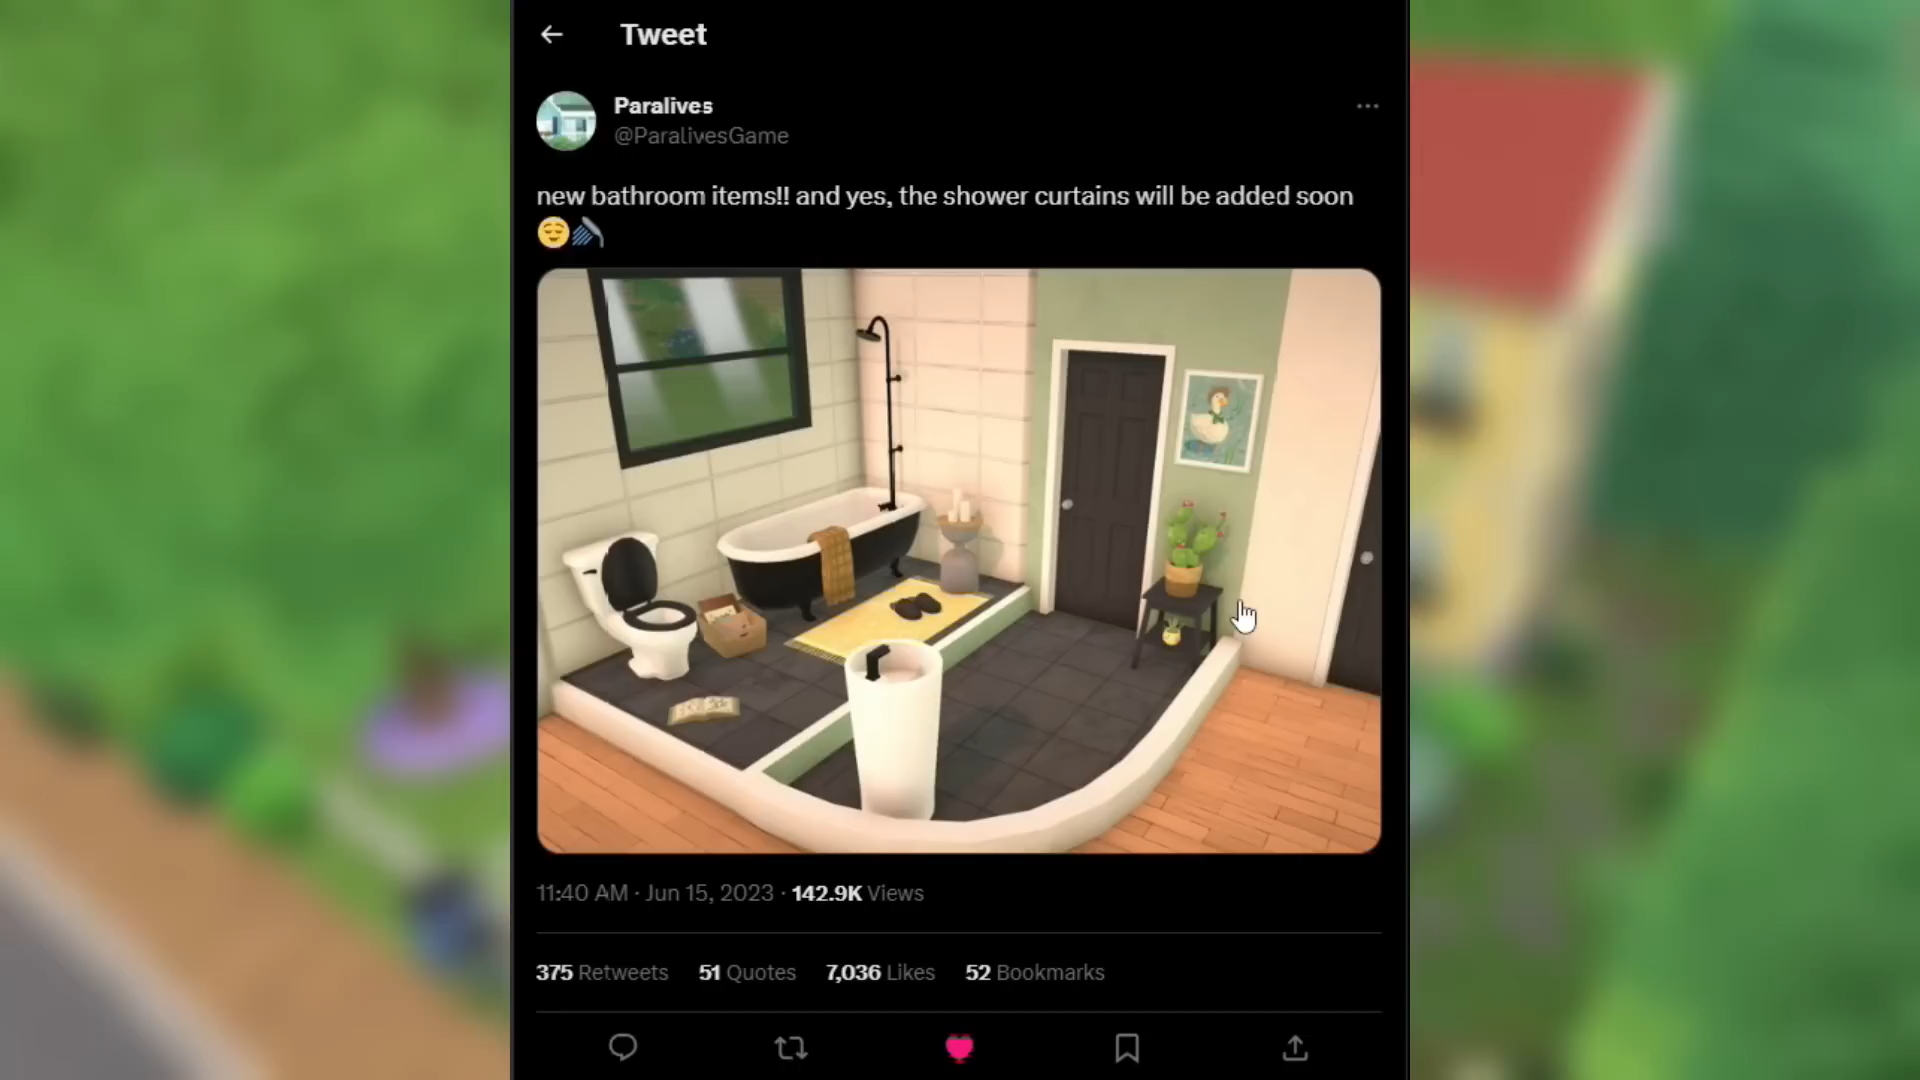 Tweet
Paralives
@ParalivesGame
new bathroom items!! and yes, the shower curtains will be added soon
😌🚿
11:40 AM · Jun 15, 2023 · 142.9K Views
375 Retweets 51 Quotes 7,036 Likes 52 Bookmarks